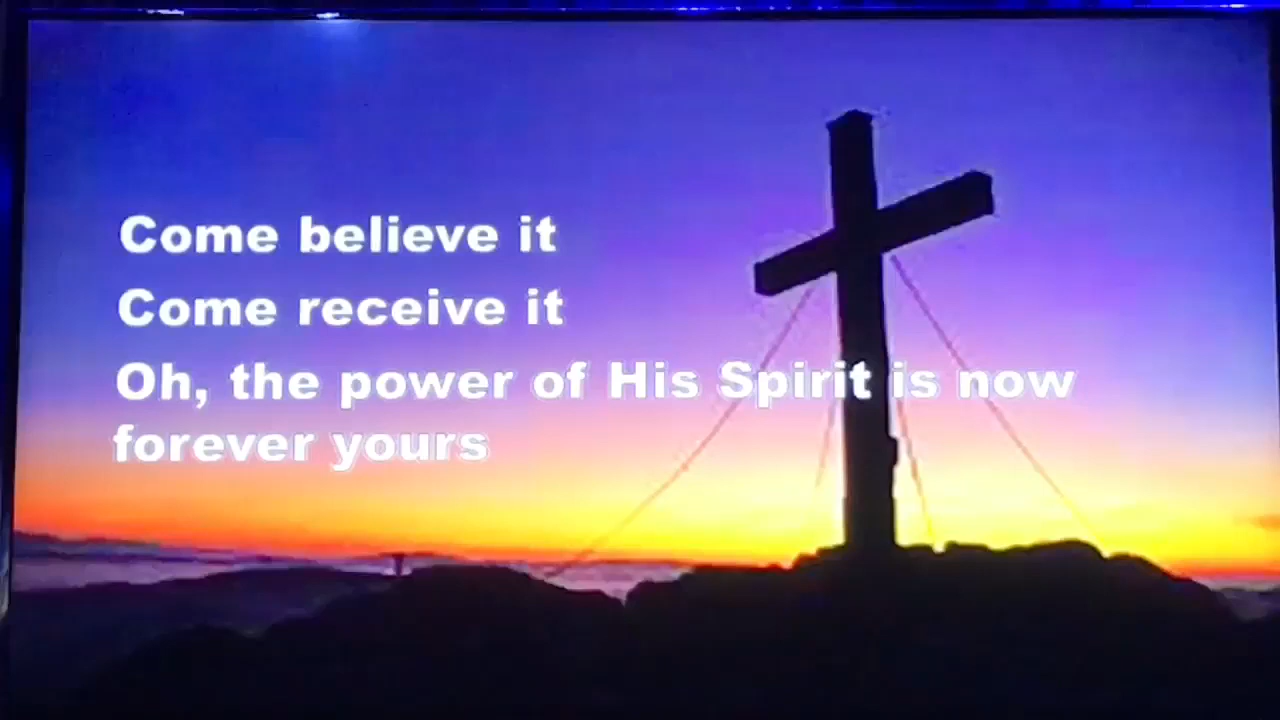 Come believe it
Come receive it
Oh, the power of His Spirit is now
forever yours